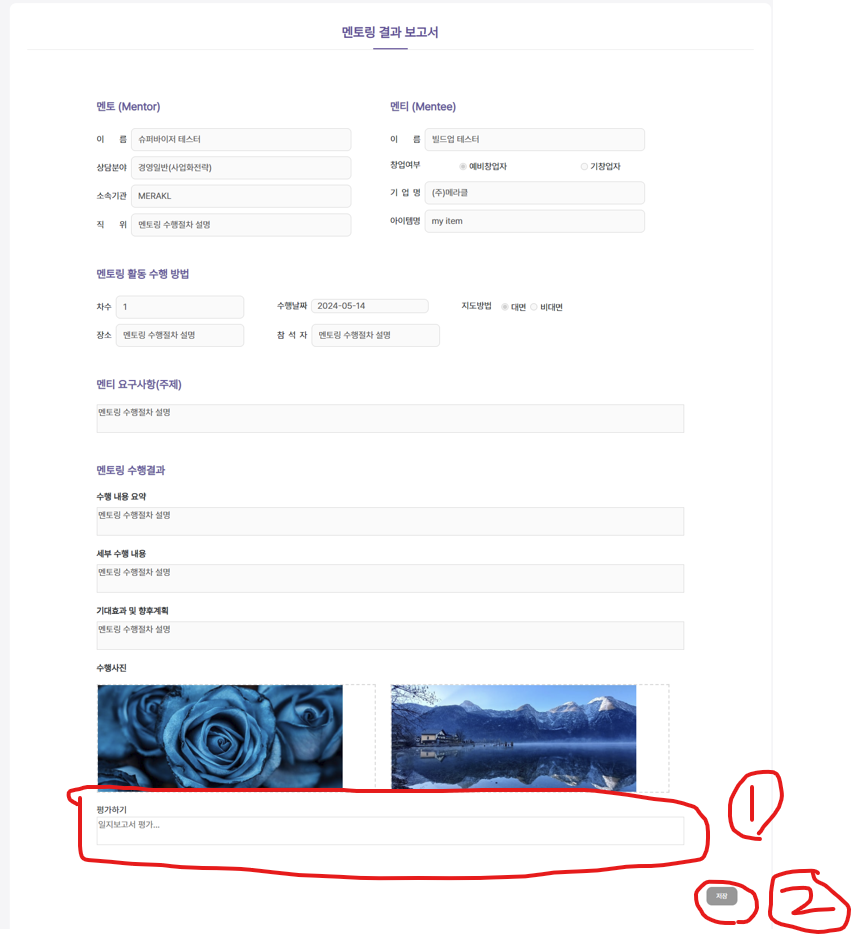 멘토링 결과 보고서
멘토 (Mentor)
이 름 슈퍼바이저 테스터
상담분야 경영일반(사업화전략)
소속기관 MERAKL
직 위 멘토링 수행절차 설명
멘티 (Mentee)
이 름 빌드업 테스터
창업여부 예비창업자 기창업자
기 업 명 (주)메라클
아이템명 my item
멘토링 활동 수행 방법
차수 1 수행날짜 2024-05-14 지도방법 대면 비대면
장소 멘토링 수행절차 설명 참 석 자 멘토링 수행절차 설명
멘티 요구사항(주제)
멘토링 수행절차 설명
멘토링 수행결과
수행 내용 요약
멘토링 수행절차 설명
세부 수행 내용
멘토링 수행절차 설명
기대효과 및 향후계획
멘토링 수행절차 설명
수행사진
평가하기
일지보고서 평가...
1
저장
2